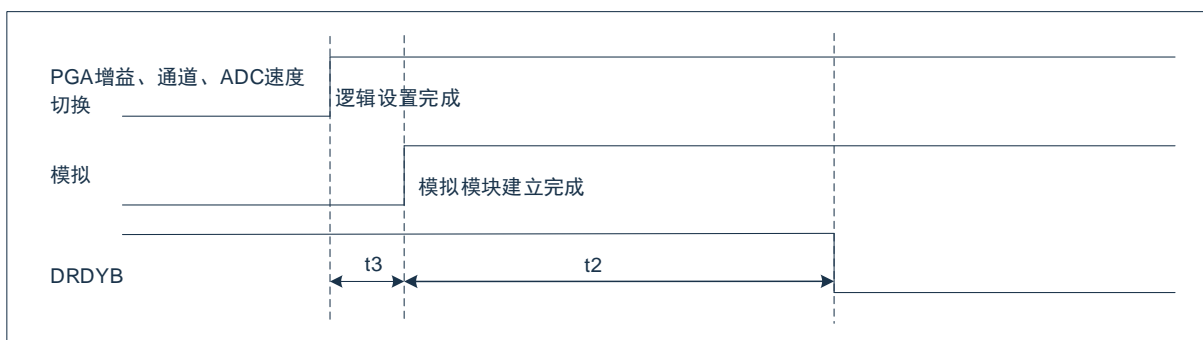 PGA增益、通道、ADC速度
切换
逻辑设置完成
模拟
模拟模块建立完成
DRDYB
t3
t2